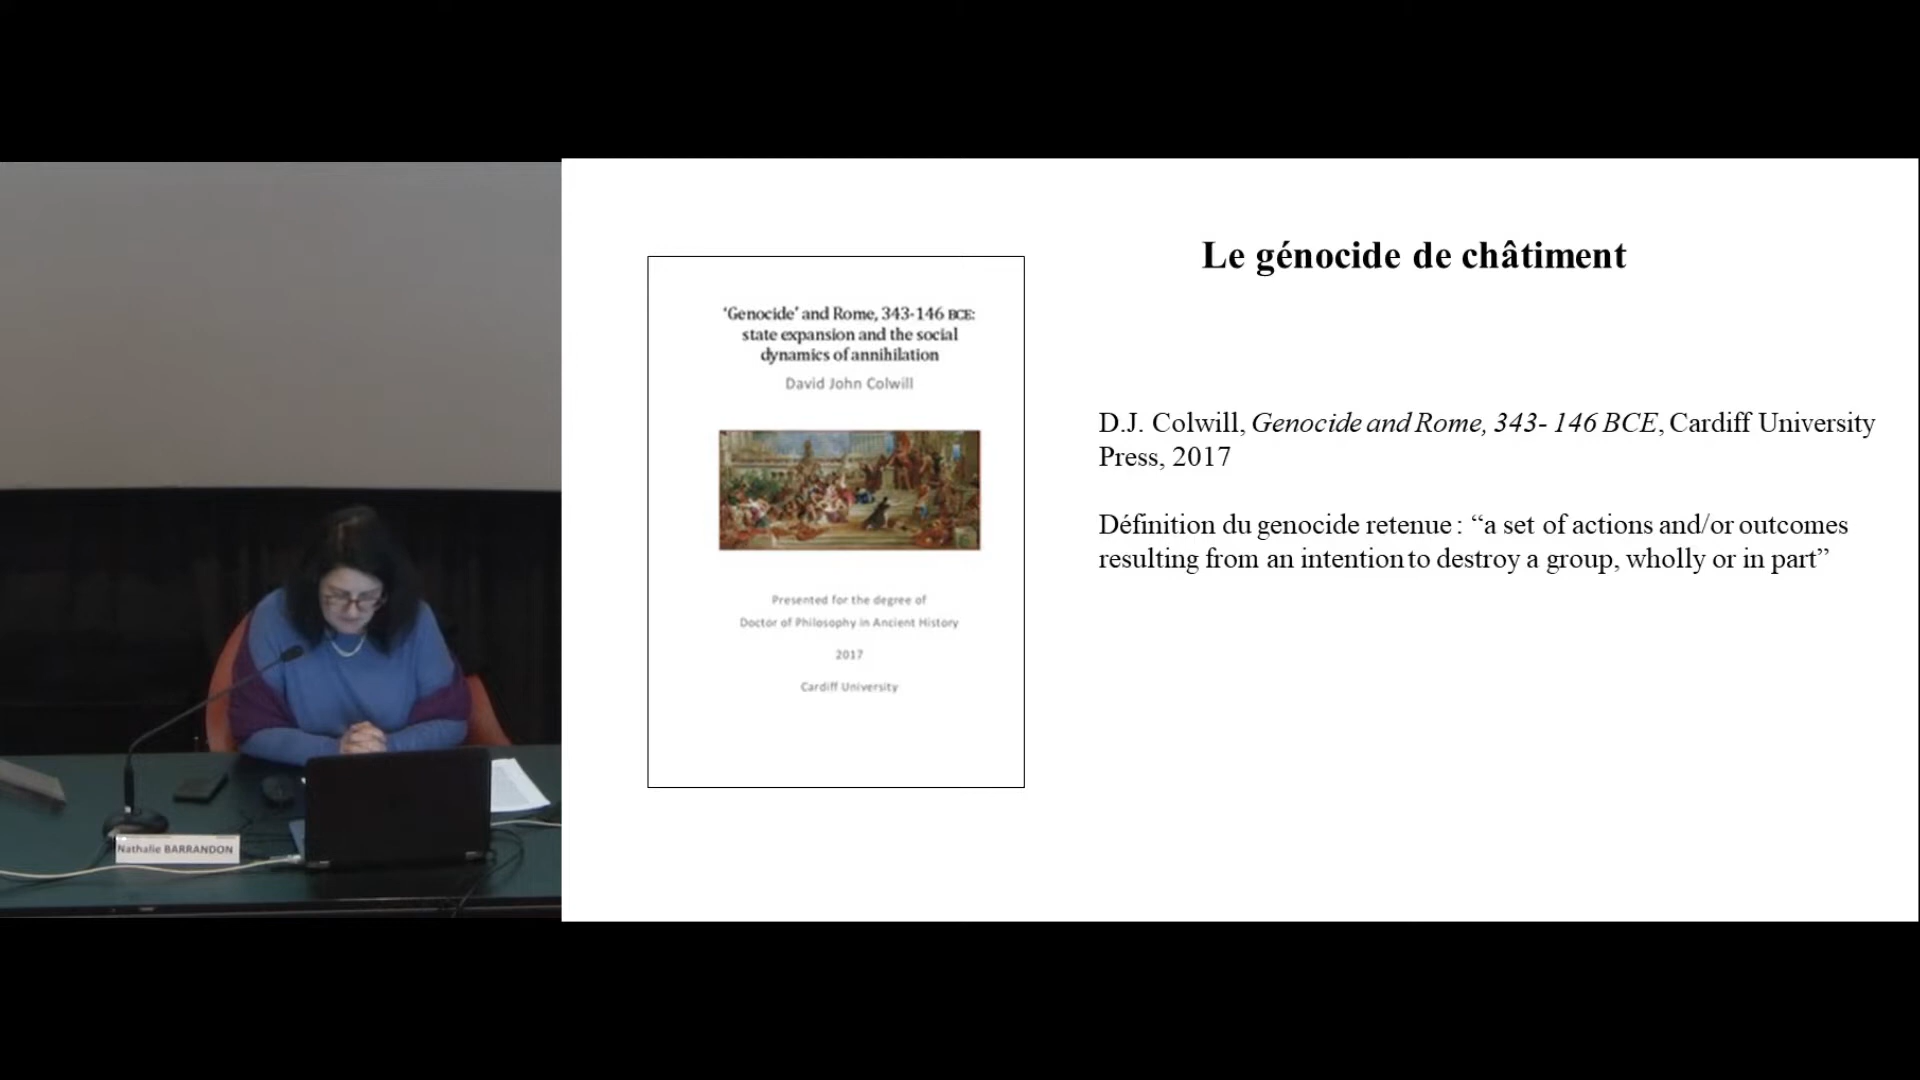 Le génocide de châtiment
'Genocide' and Rome, 343-146 BCE:
state expansion and the social
dynamics of annihilation
David John Colwill
Presented for the degree of
Doctor of Philosophy in Ancient History
2017
Cardiff University
D.J. Colwill, Genocide and Rome, 343- 146 BCE, Cardiff University
Press, 2017
Définition du genocide retenue : “a set of actions and/or outcomes
resulting from an intention to destroy a group, wholly or in part”
Nathalie BARRANDON